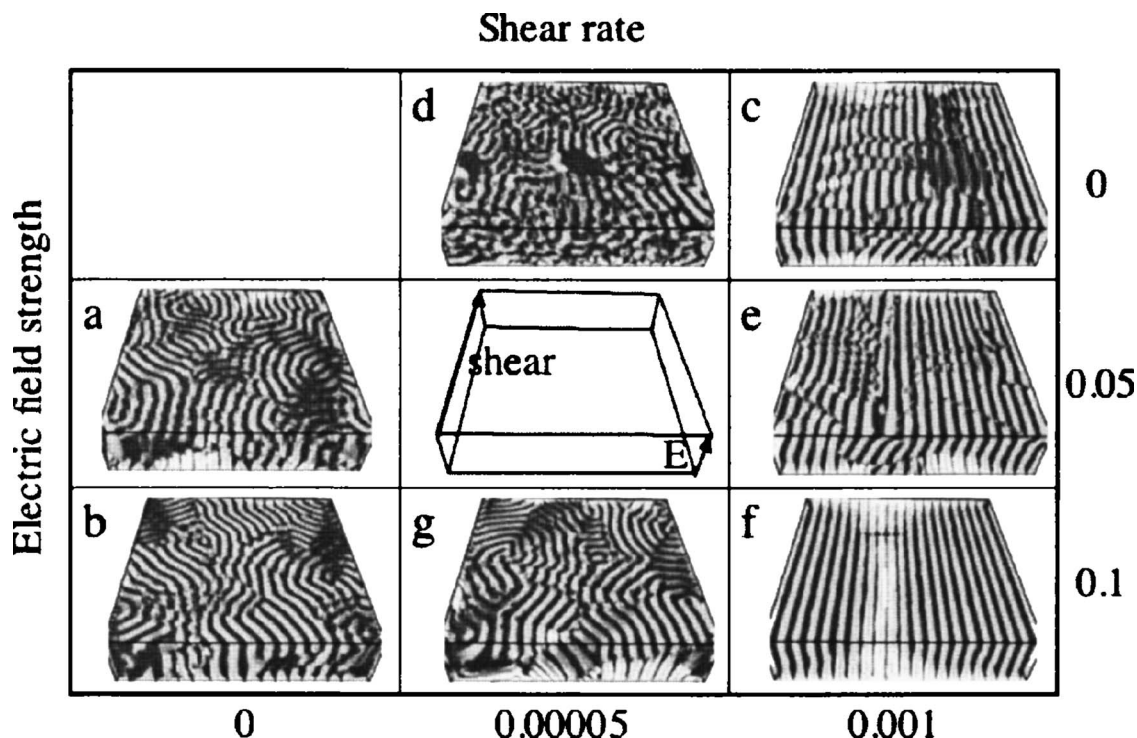 Shear rate
Electric field strength
d
c
0
a
shear
E
e
0.05
b
g
f
0.1
0
0.00005
0.001